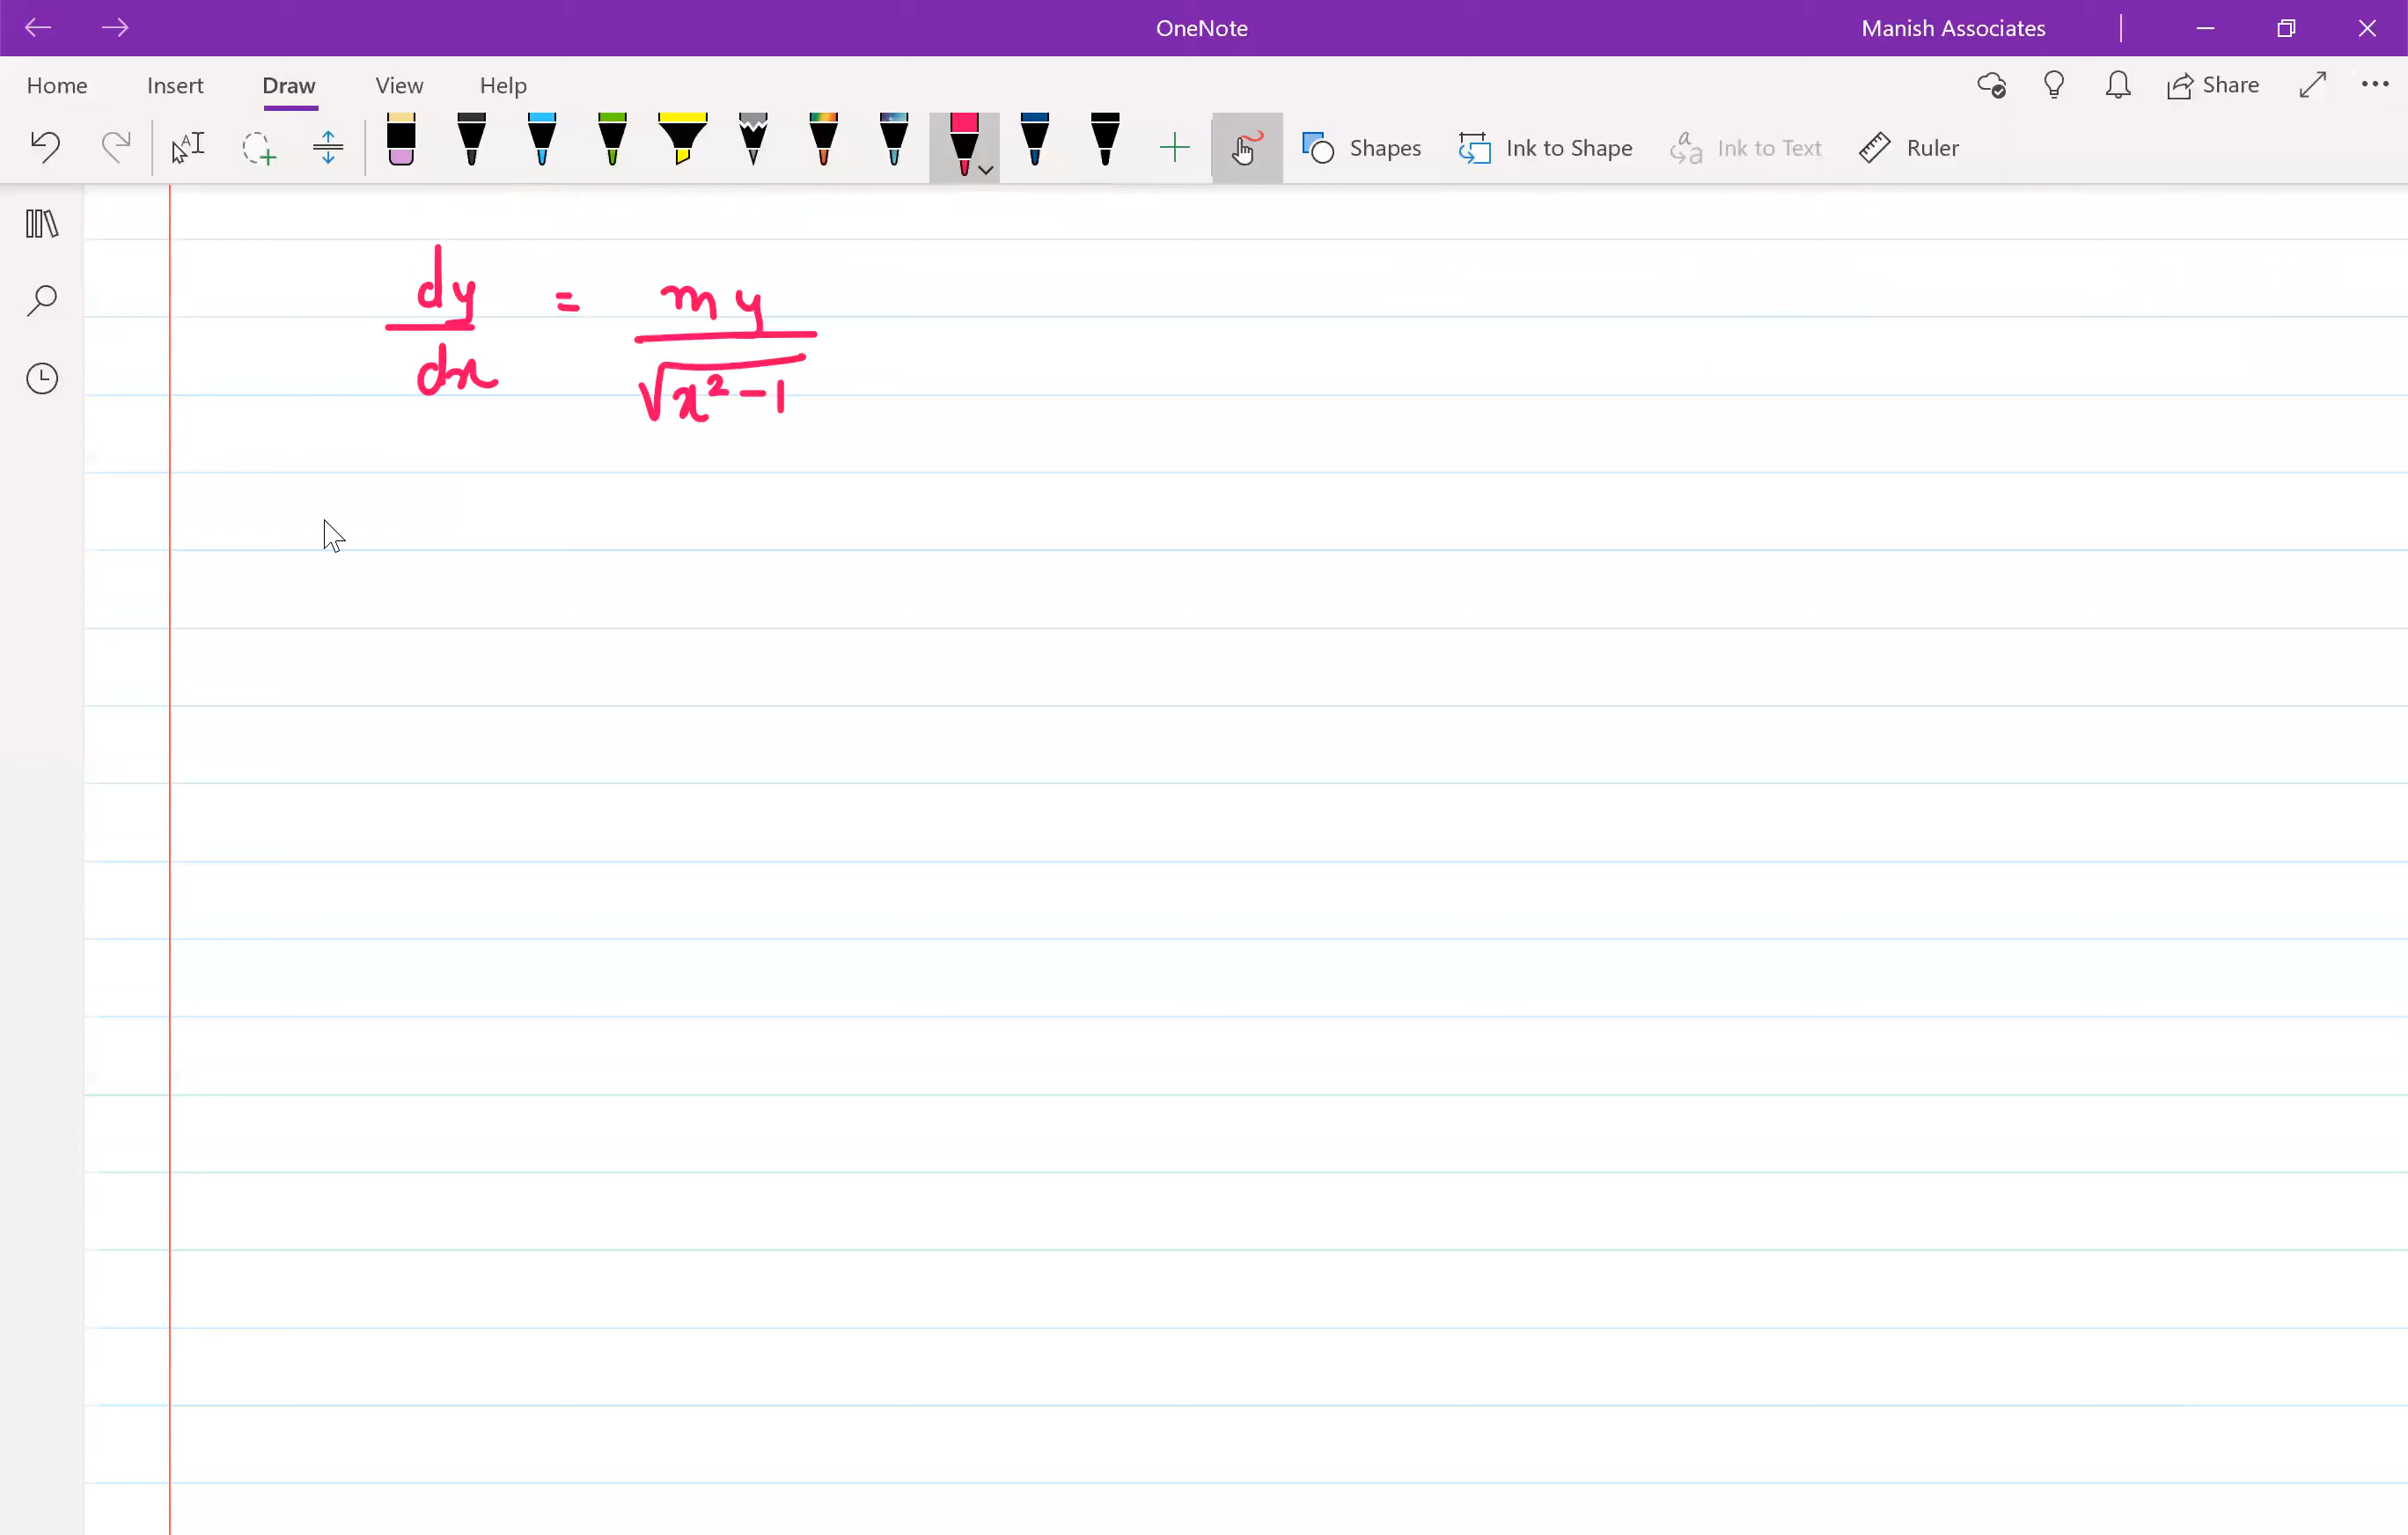 OneNote
Manish Associates
Home Insert Draw View Help
Share
Shapes Ink to Shape Ink to Text Ruler
dy/dx = my/√(x²-1)